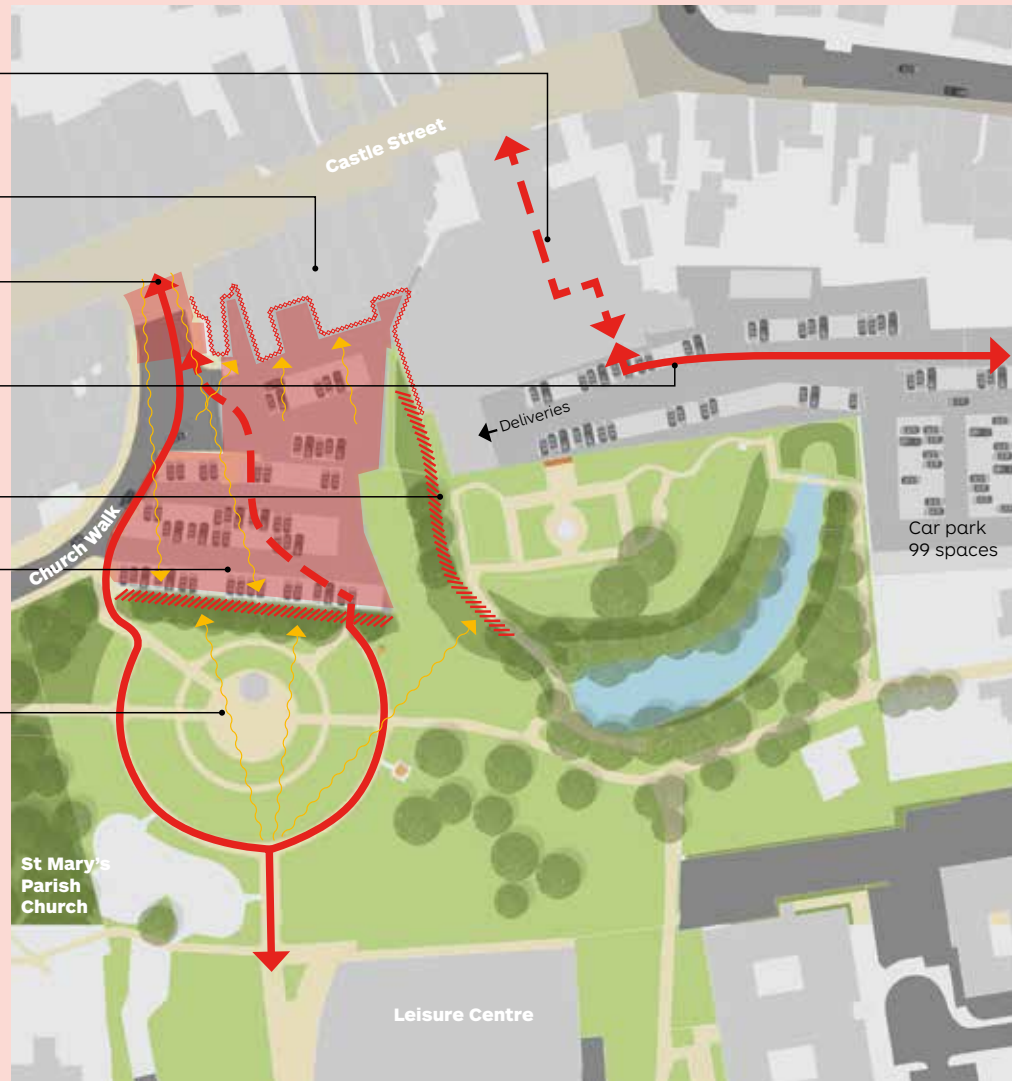 Castle Street
Deliveries
Church Walk
Car park
99 spaces
St Mary's
Parish
Church
Leisure Centre